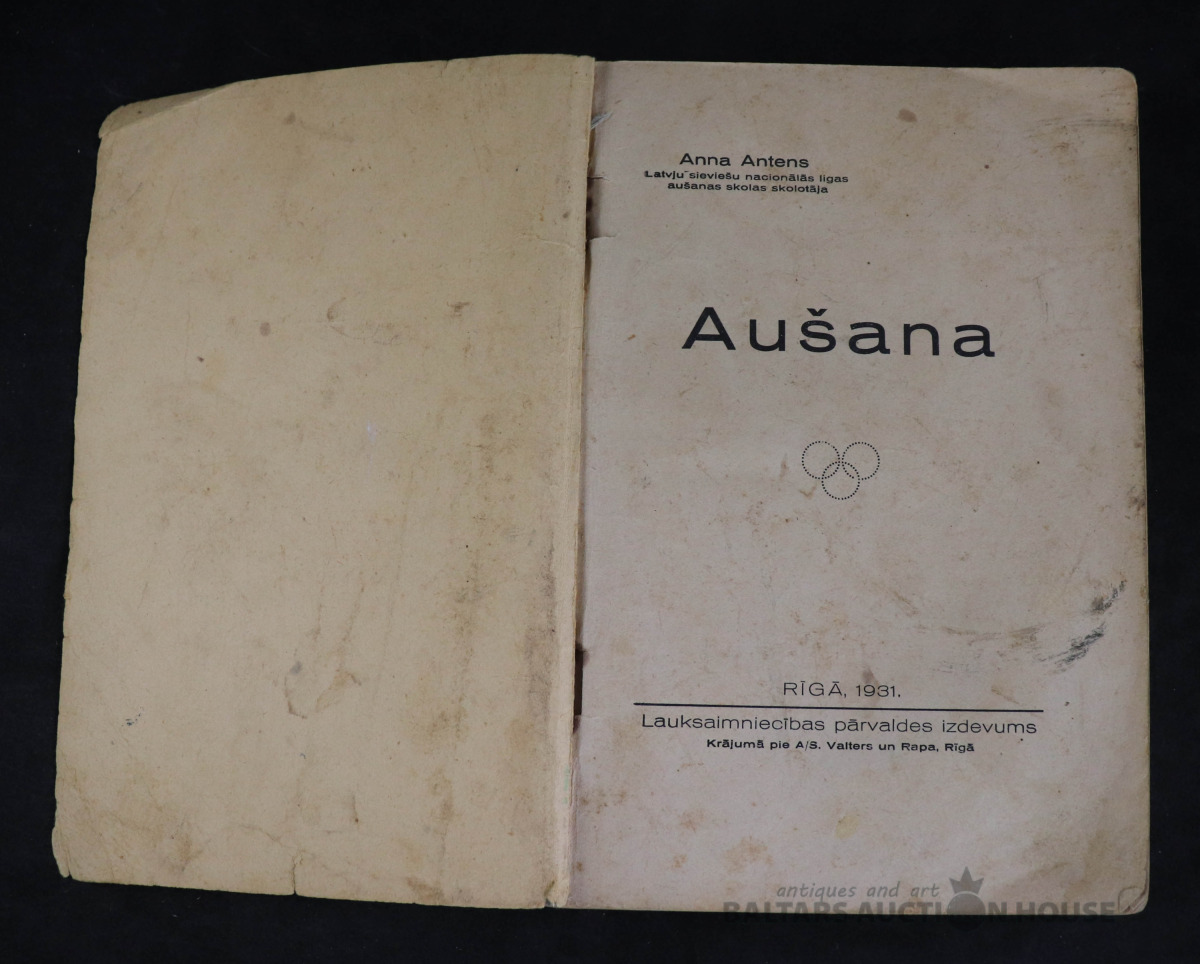 Anna Antens
Latvju sieviešu nacionālās līgas
aušanas skolas skolotāja
Aušana
RĪGĀ, 1931.
Lauksaimniecības pārvaldes izdevums
Krājumā pie A/S. Valters un Rapa, Rīgā
antiques and art
BALTARS AUCTION HOUSE